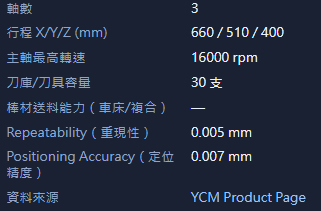 軸數 3
行程 X/Y/Z (mm) 660 / 510 / 400
主軸最高轉速 16000 rpm
刀庫/刀具容量 30 支
棒材送料能力（車床/複合） —
Repeatability（重現性） 0.005 mm
Positioning Accuracy（定位 0.007 mm
精度）
資料來源 YCM Product Page